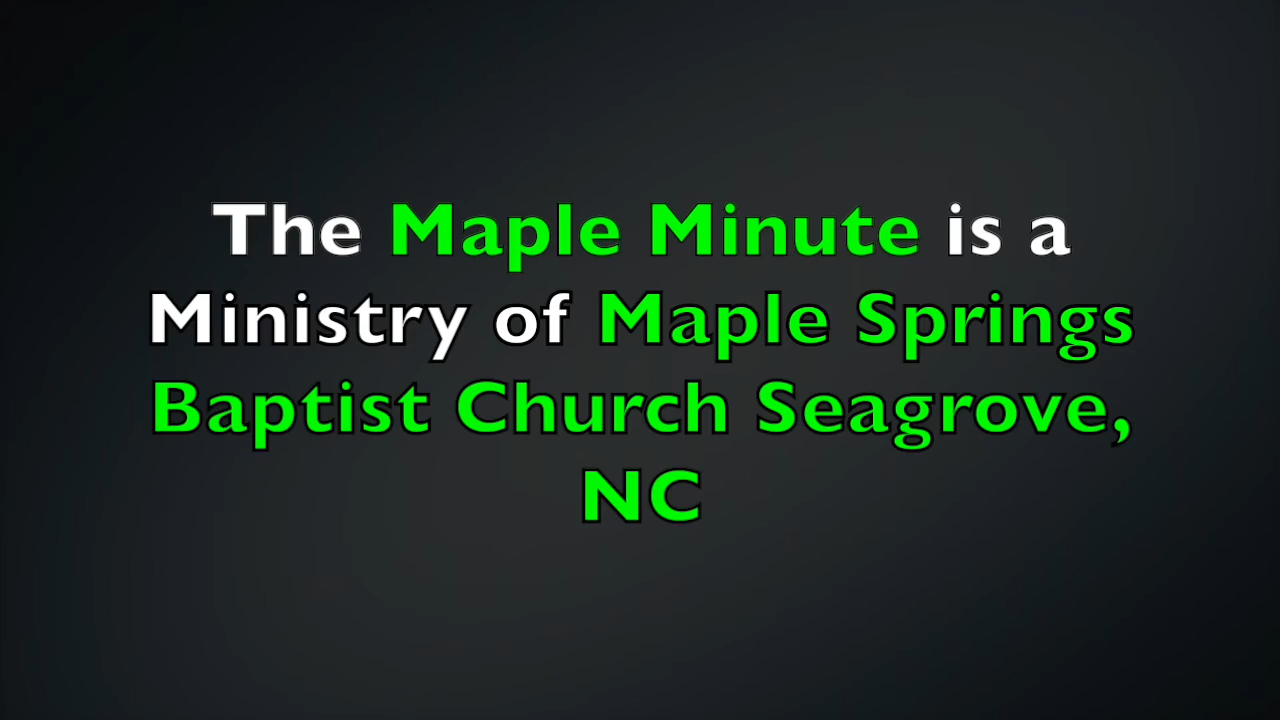 The Maple Minute is a
Ministry of Maple Springs
Baptist Church Seagrove,
NC